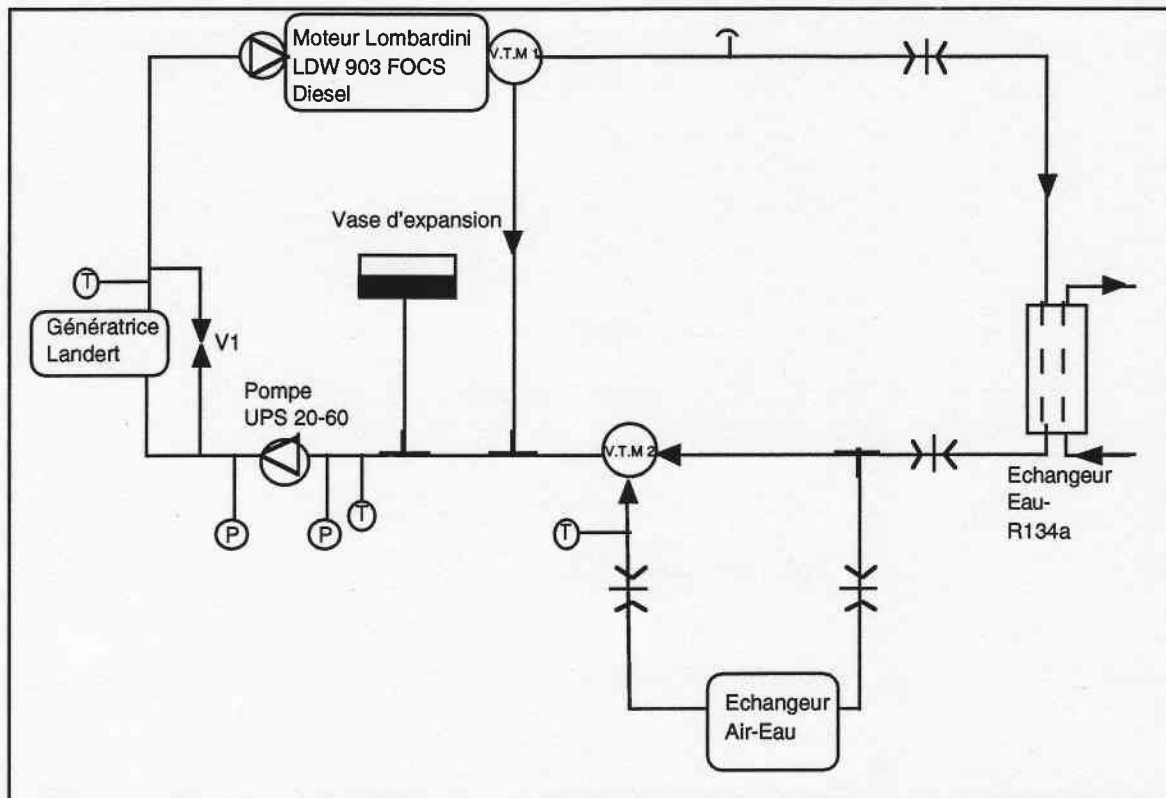 Moteur Lombardini
LDW 903 FOCS
Diesel
V.T.M 1
Vase d'expansion
T
Génératrice
Landert
V1
Pompe
UPS 20-60
V.T.M 2
P
P
T
T
Echangeur
Eau-
R134a
Echangeur
Air-Eau